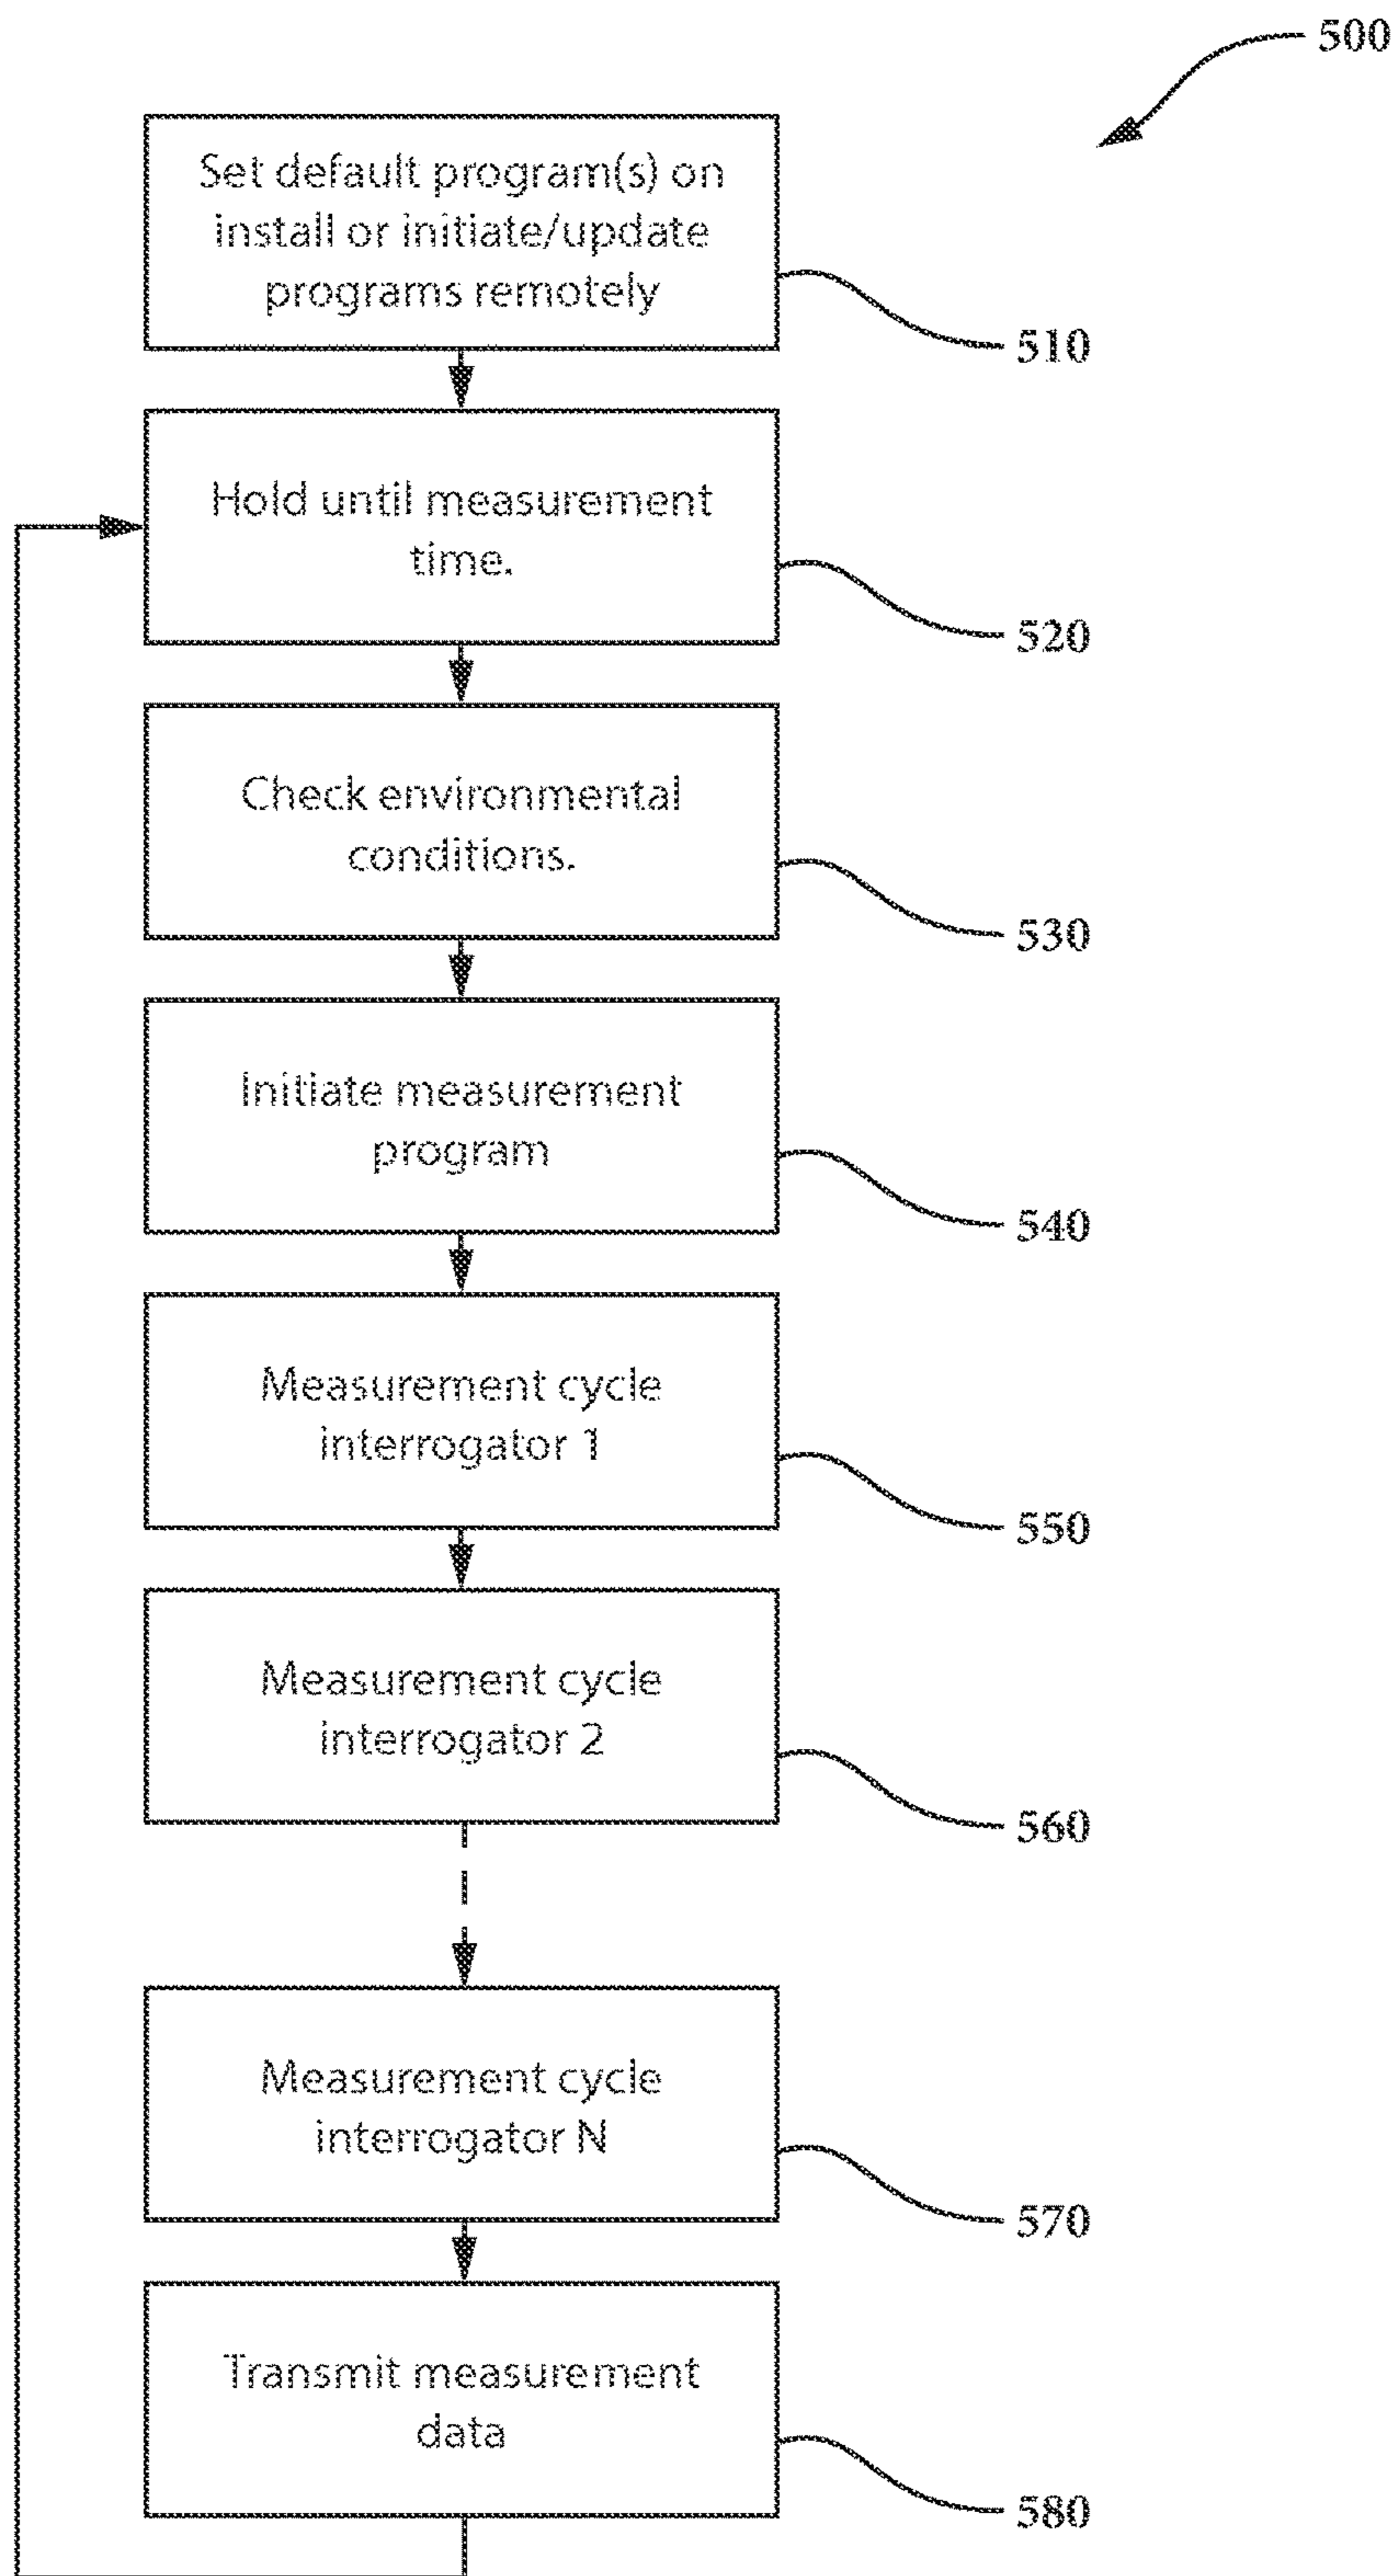 500
Set default program(s) on
install or initiate/update
programs remotely
510
Hold until measurement
time.
520
Check environmental
conditions.
530
Initiate measurement
program
540
Measurement cycle
interrogator 1
550
Measurement cycle
interrogator 2
560
Measurement cycle
interrogator N
570
Transmit measurement
data
580